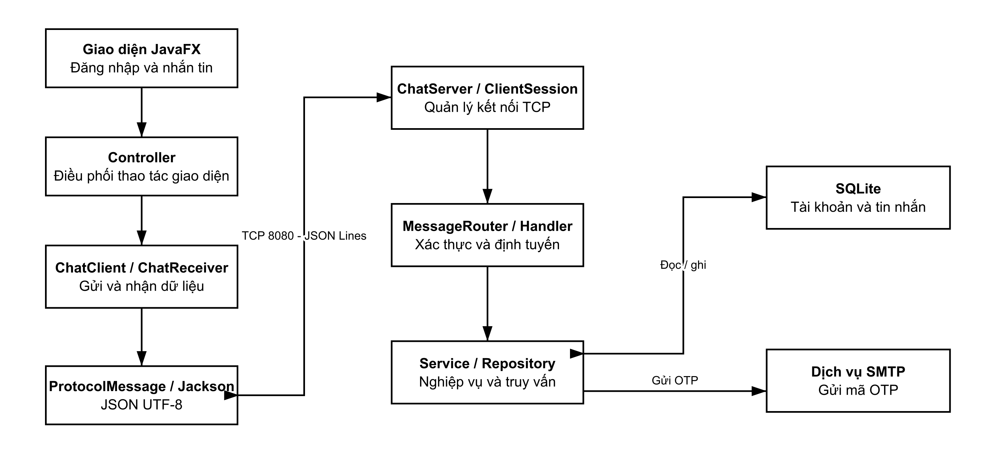 Giao diện JavaFX
Đăng nhập và nhắn tin
Controller
Điều phối thao tác giao diện
ChatClient / ChatReceiver
Gửi và nhận dữ liệu
ProtocolMessage / Jackson
JSON UTF-8
TCP 8080 - JSON Lines
ChatServer / ClientSession
Quản lý kết nối TCP
MessageRouter / Handler
Xác thực và định tuyến
Service / Repository
Nghiệp vụ và truy vấn
Đọc / ghi
Gửi OTP
SQLite
Tài khoản và tin nhắn
Dịch vụ SMTP
Gửi mã OTP